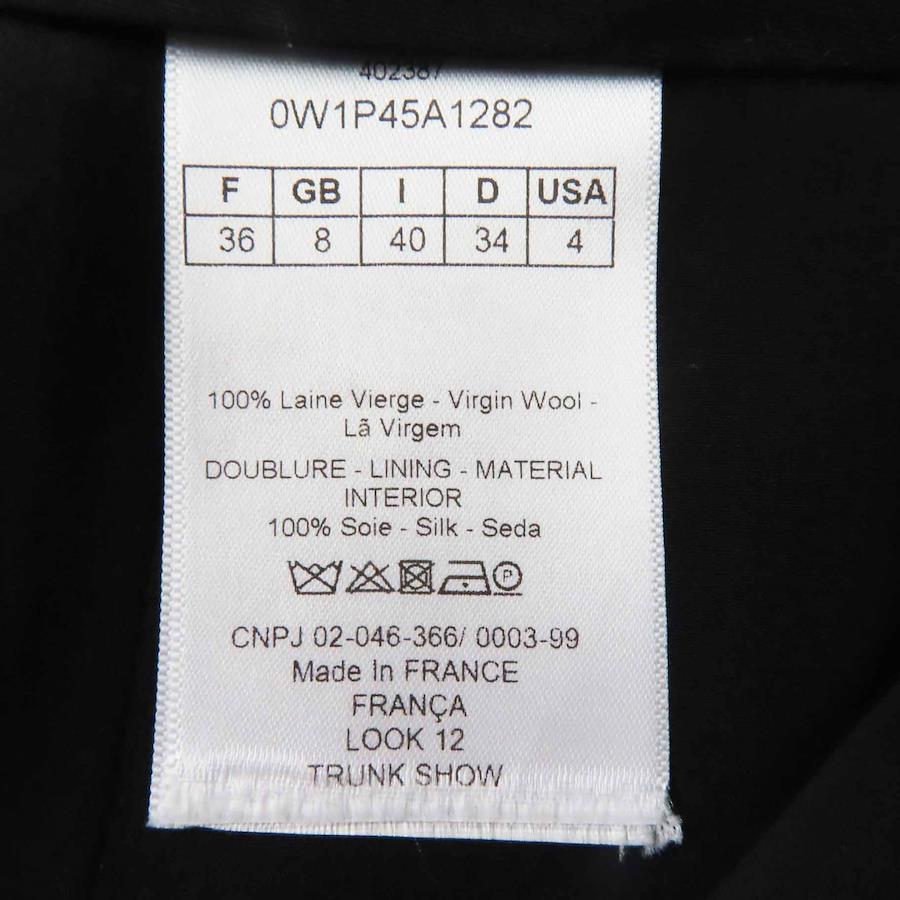 402387
0W1P45A1282
F GB I D USA
36 8 40 34 4
100% Laine Vierge - Virgin Wool -
Lã Virgem
DOUBLURE - LINING - MATERIAL
INTERIOR
100% Soie - Silk - Seda
P
CNPJ 02-046-366/ 0003-99
Made In FRANCE
FRANÇA
LOOK 12
TRUNK SHOW